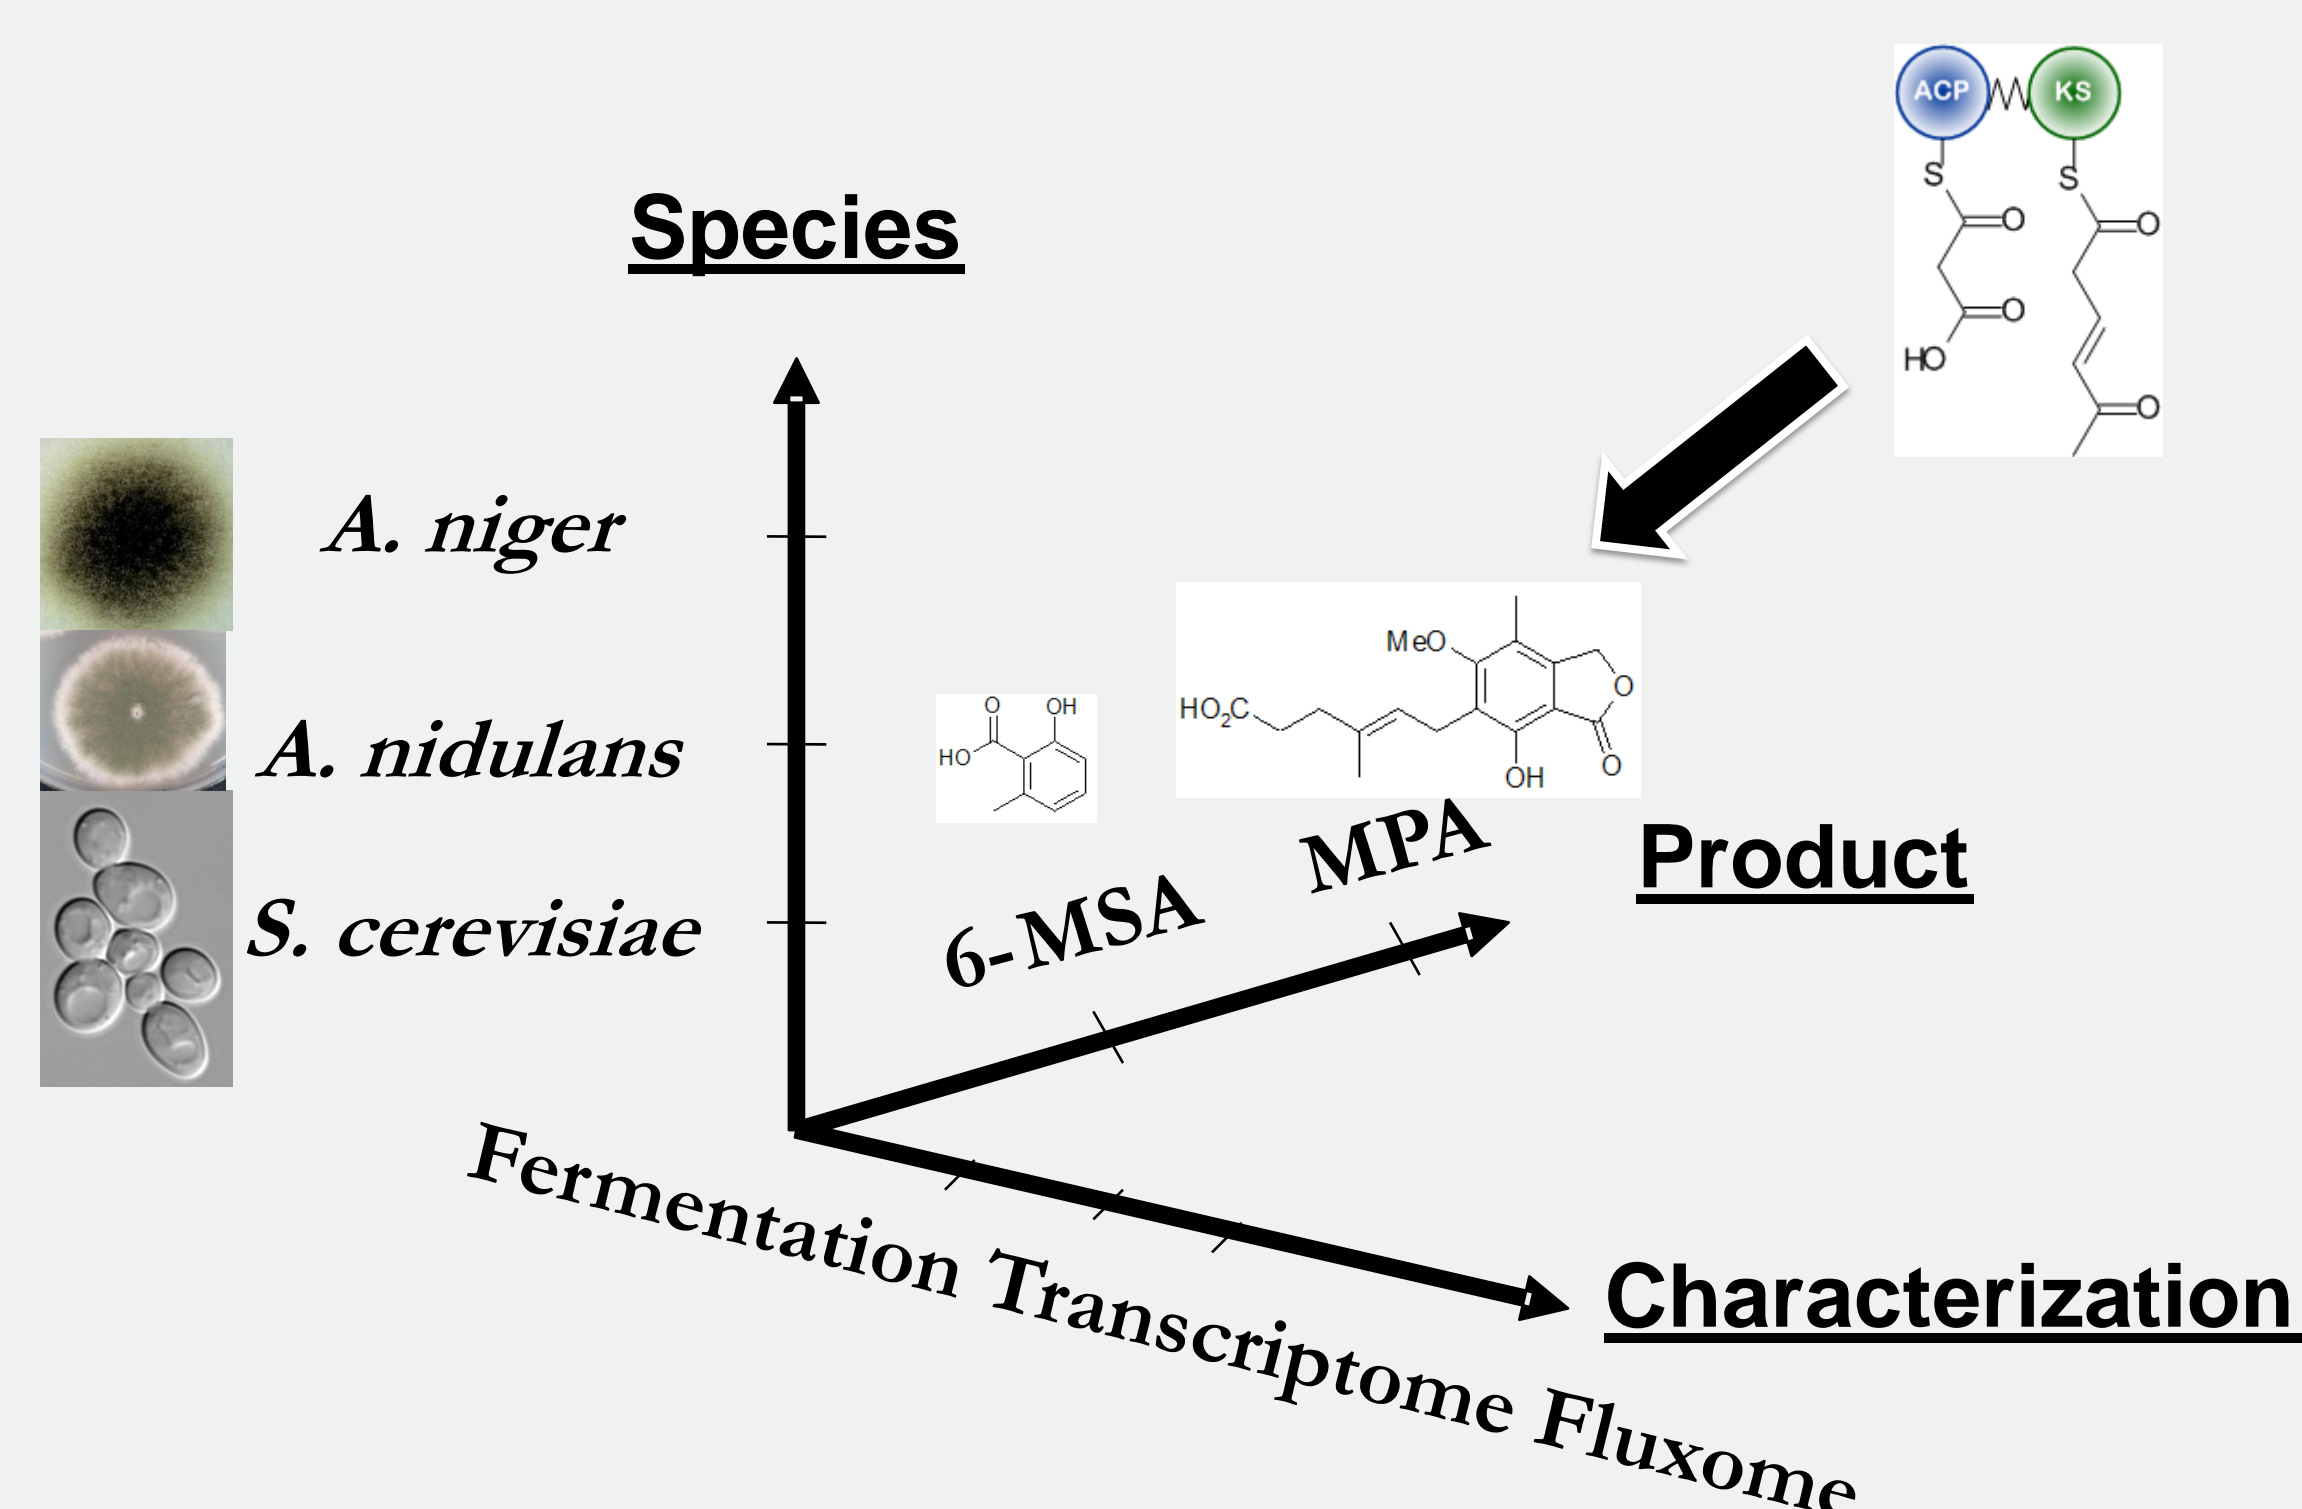 ACP KS
S S
O O
O
HO
O
Species
A. niger
A. nidulans
S. cerevisiae
O OH
HO
MeO
HO2C
O
O
OH
6-MSA
MPA
Product
Fermentation Transcriptome Fluxome
Characterization